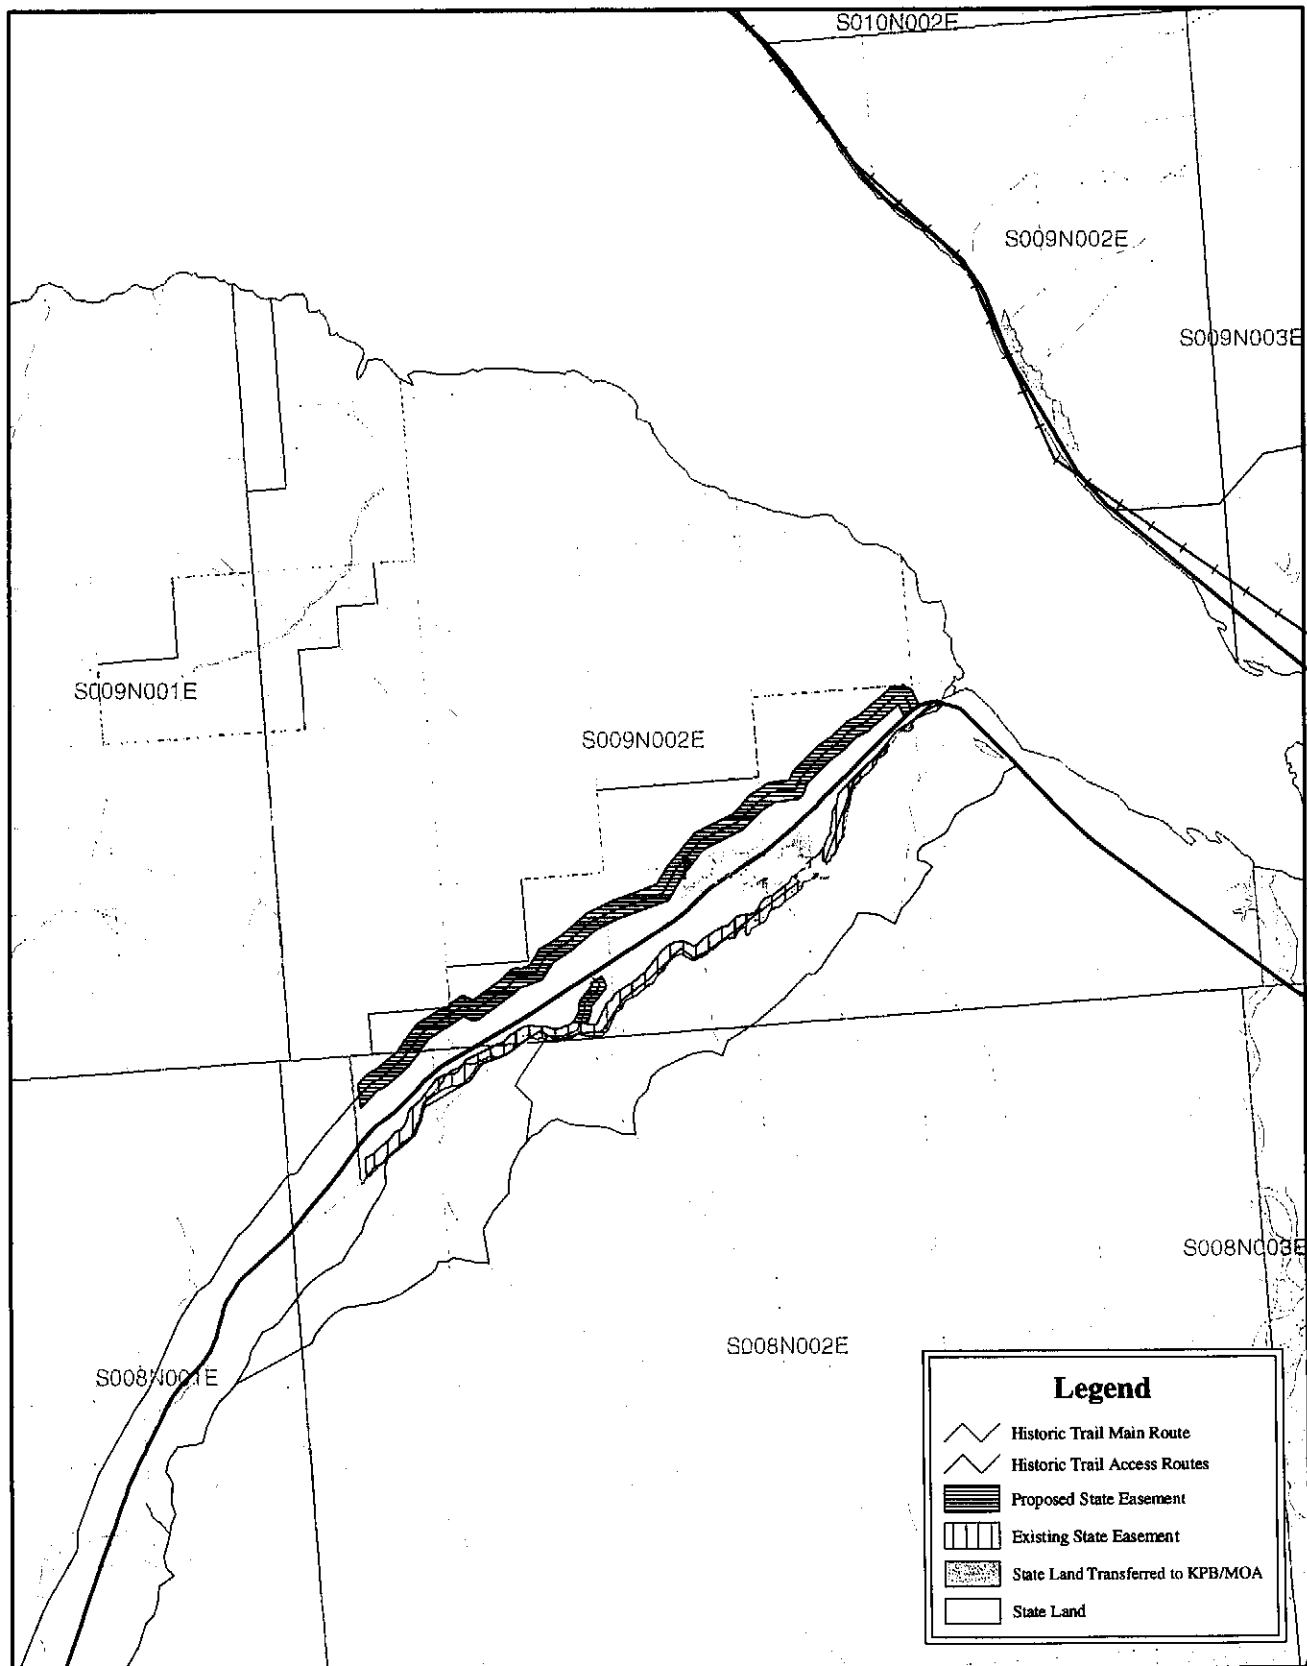 S010N002E
S009N002E
S009N003E
S009N001E
S009N002E
S008N003E
S008N002E
S008N001E
Legend
Historic Trail Main Route
Historic Trail Access Routes
Proposed State Easement
Existing State Easement
State Land Transferred to KPB/MOA
State Land